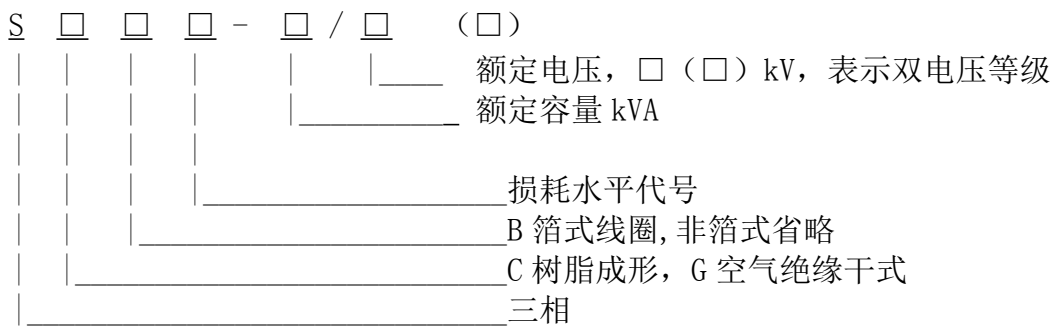 S □ □ □ - □ / □ （□）
额定电压，□（□）kV，表示双电压等级
额定容量 kVA
损耗水平代号
B 箔式线圈,非箔式省略
C 树脂成形，G 空气绝缘干式
三相